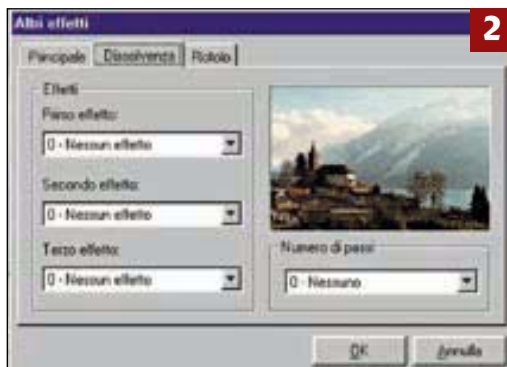 Altri effetti
2
Principale Dissolvenza Rotolo
Effetti
Primo effetto:
0 - Nessun effetto
Secondo effetto:
0 - Nessun effetto
Terzo effetto:
0 - Nessun effetto
Numero di passi
0 - Nessuno
OK Annulla